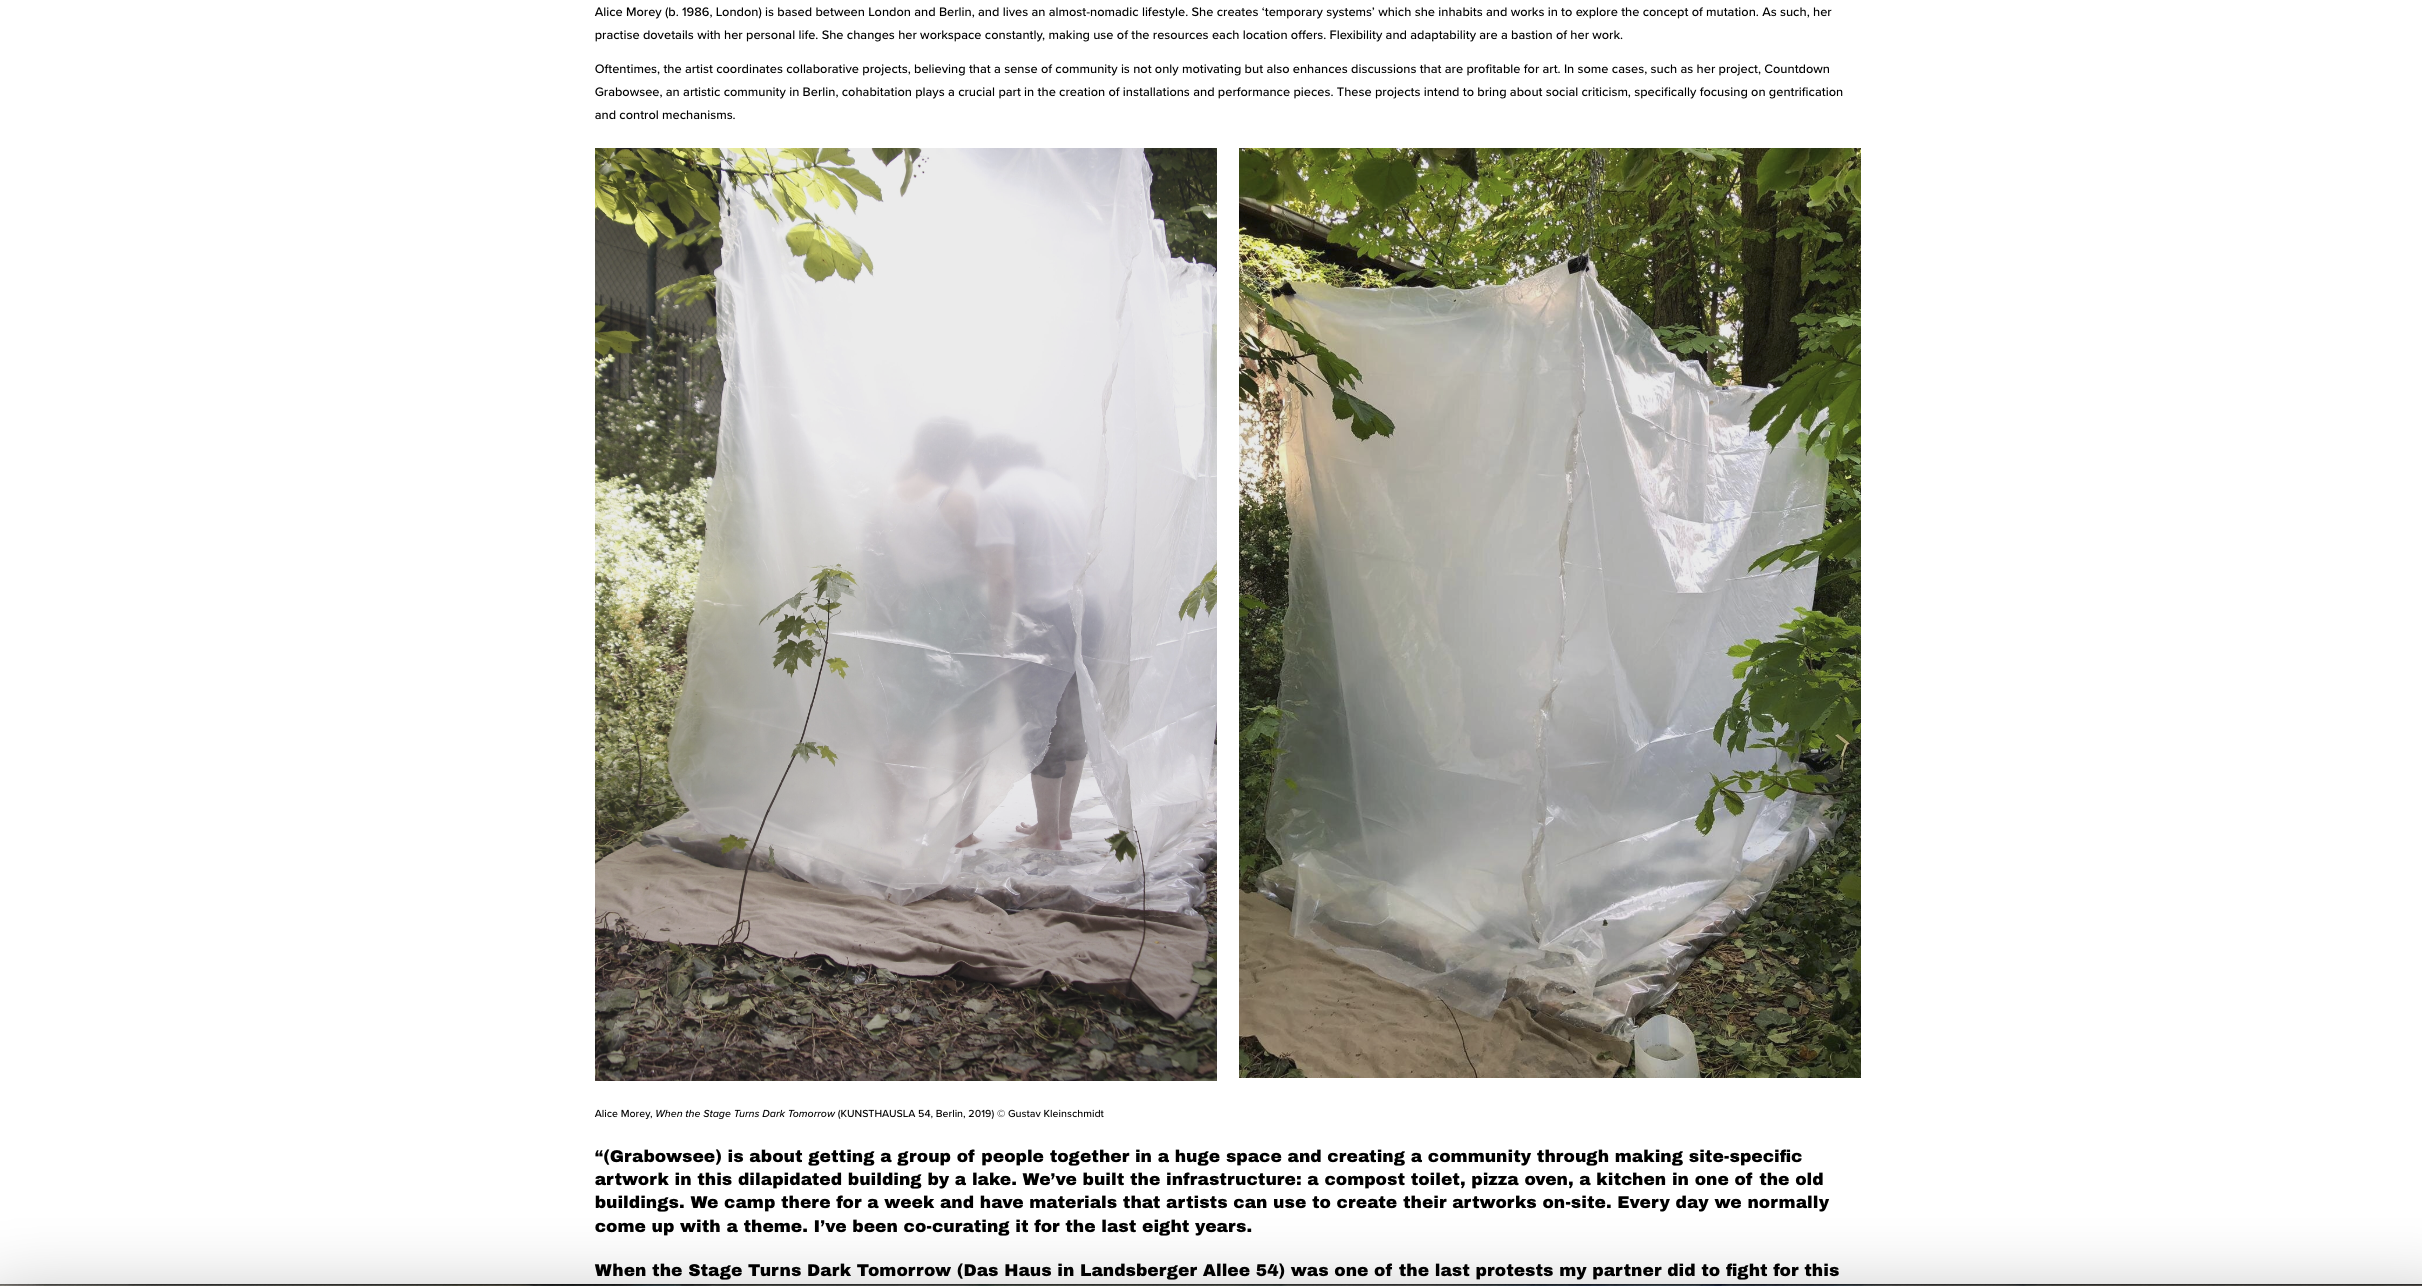 Alice Morey (b. 1986, London) is based between London and Berlin, and lives an almost-nomadic lifestyle. She creates ‘temporary systems’ which she inhabits and works in to explore the concept of mutation. As such, her
practise dovetails with her personal life. She changes her workspace constantly, making use of the resources each location offers. Flexibility and adaptability are a bastion of her work.
Oftentimes, the artist coordinates collaborative projects, believing that a sense of community is not only motivating but also enhances discussions that are profitable for art. In some cases, such as her project, Countdown
Grabowsee, an artistic community in Berlin, cohabitation plays a crucial part in the creation of installations and performance pieces. These projects intend to bring about social criticism, specifically focusing on gentrification
and control mechanisms.
Alice Morey, When the Stage Turns Dark Tomorrow (KUNSTHAUSLA 54, Berlin, 2019) © Gustav Kleinschmidt
“(Grabowsee) is about getting a group of people together in a huge space and creating a community through making site-specific
artwork in this dilapidated building by a lake. We’ve built the infrastructure: a compost toilet, pizza oven, a kitchen in one of the old
buildings. We camp there for a week and have materials that artists can use to create their artworks on-site. Every day we normally
come up with a theme. I’ve been co-curating it for the last eight years.
When the Stage Turns Dark Tomorrow (Das Haus in Landsberger Allee 54) was one of the last protests my partner did to fight for this